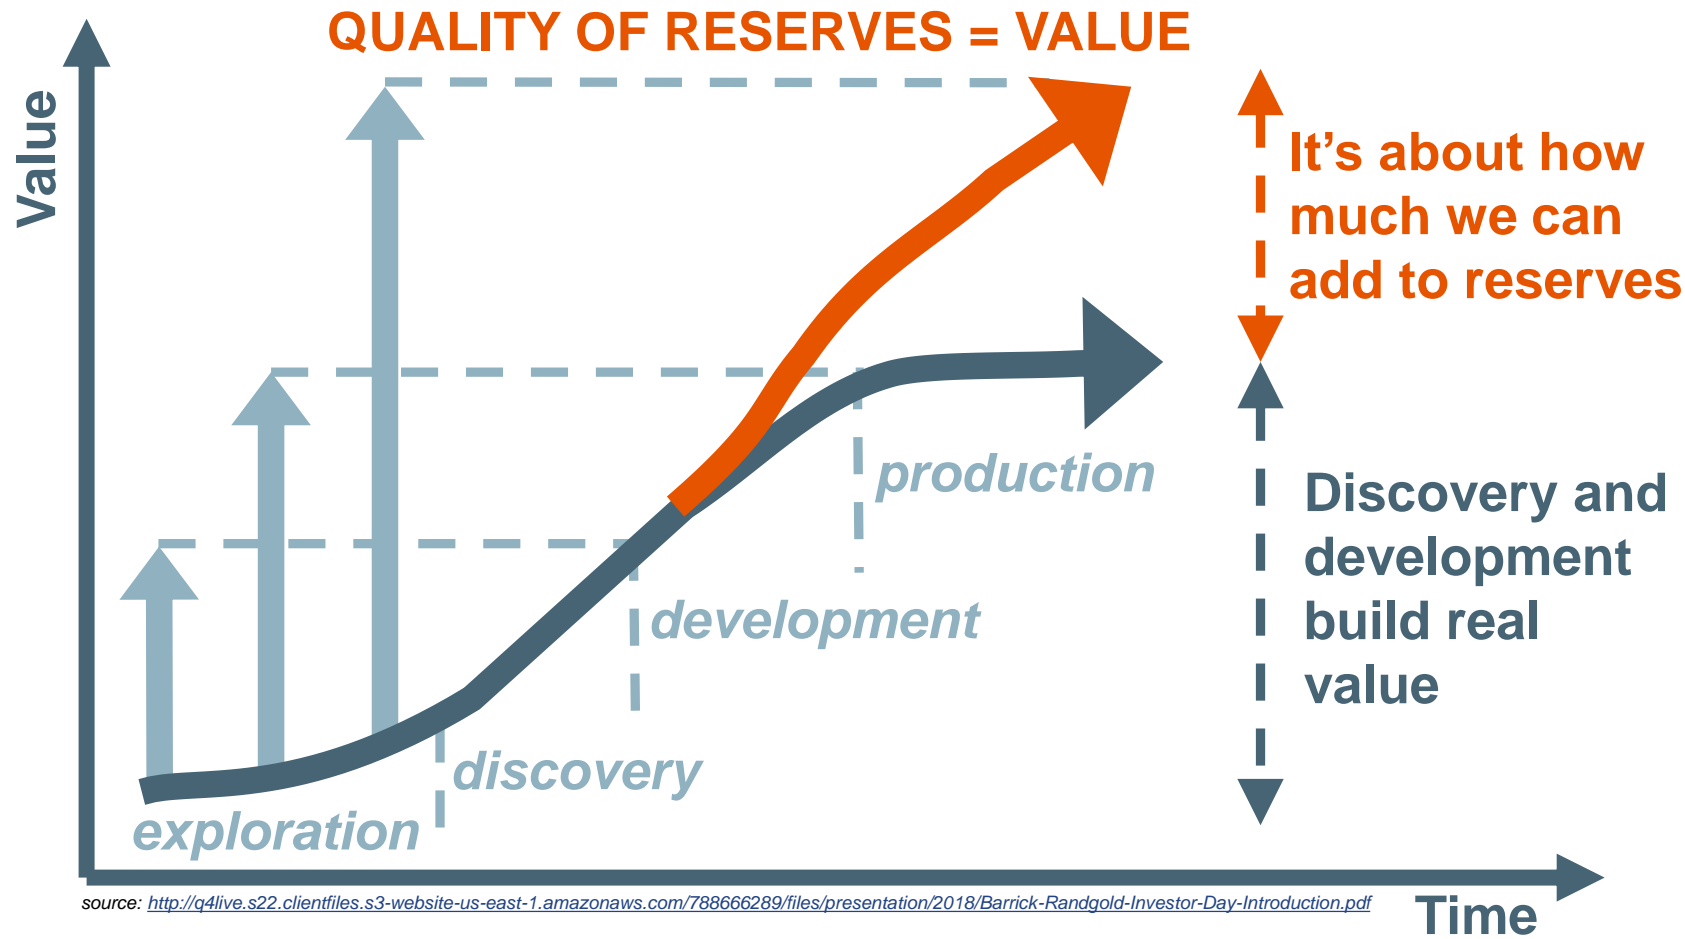 QUALITY OF RESERVES = VALUE
Value
It's about how
much we can
add to reserves
production
Discovery and
development
build real
value
development
discovery
exploration
source: http://q4live.s22.clientfiles.s3-website-us-east-1.amazonaws.com/788666289/files/presentation/2018/Barrick-Randgold-Investor-Day-Introduction.pdf
Time